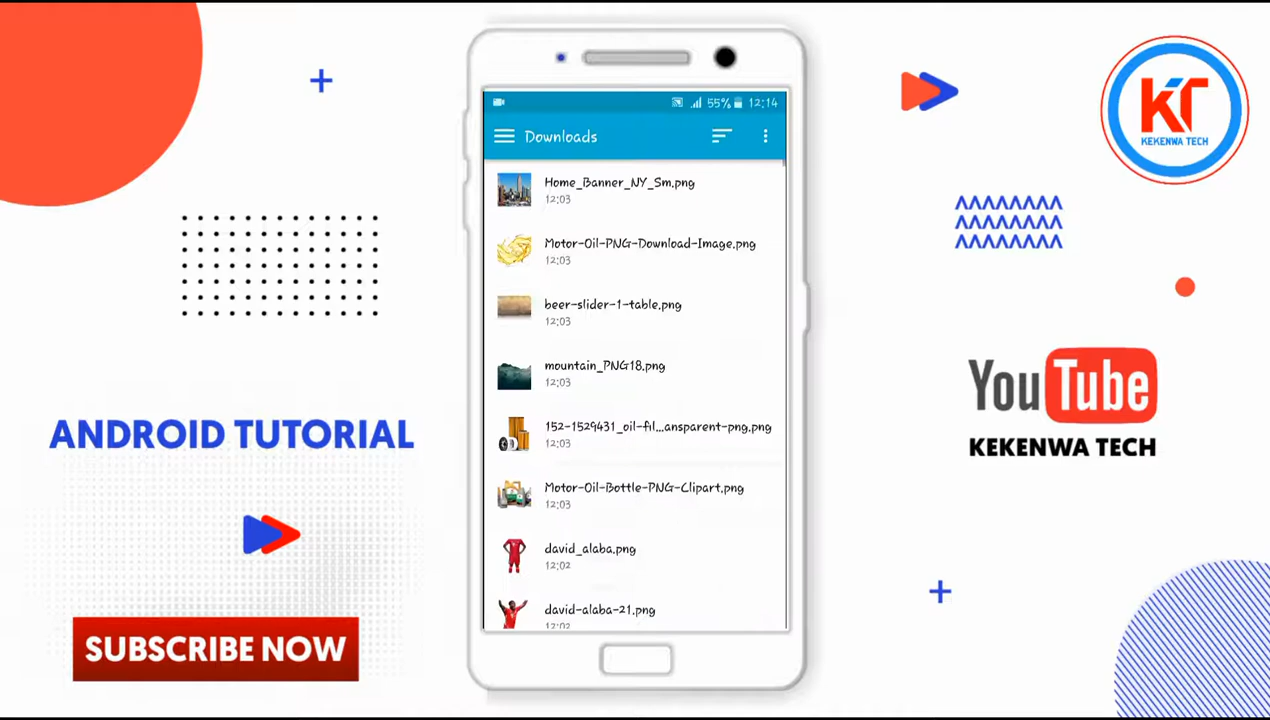 55% 12:14
Downloads
Home_Banner_NY_Sm.png
12:03
Motor-Oil-PNG-Download-Image.png
12:03
beer-slider-1-table.png
12:03
mountain_PNG18.png
12:03
152-1529431_oil-fil...ansparent-png.png
12:03
Motor-Oil-Bottle-PNG-Clipart.png
12:03
david_alaba.png
12:02
david-alaba-21.png
12:02
ANDROID TUTORIAL
SUBSCRIBE NOW
KT
KEKENWA TECH
YouTube
KEKENWA TECH